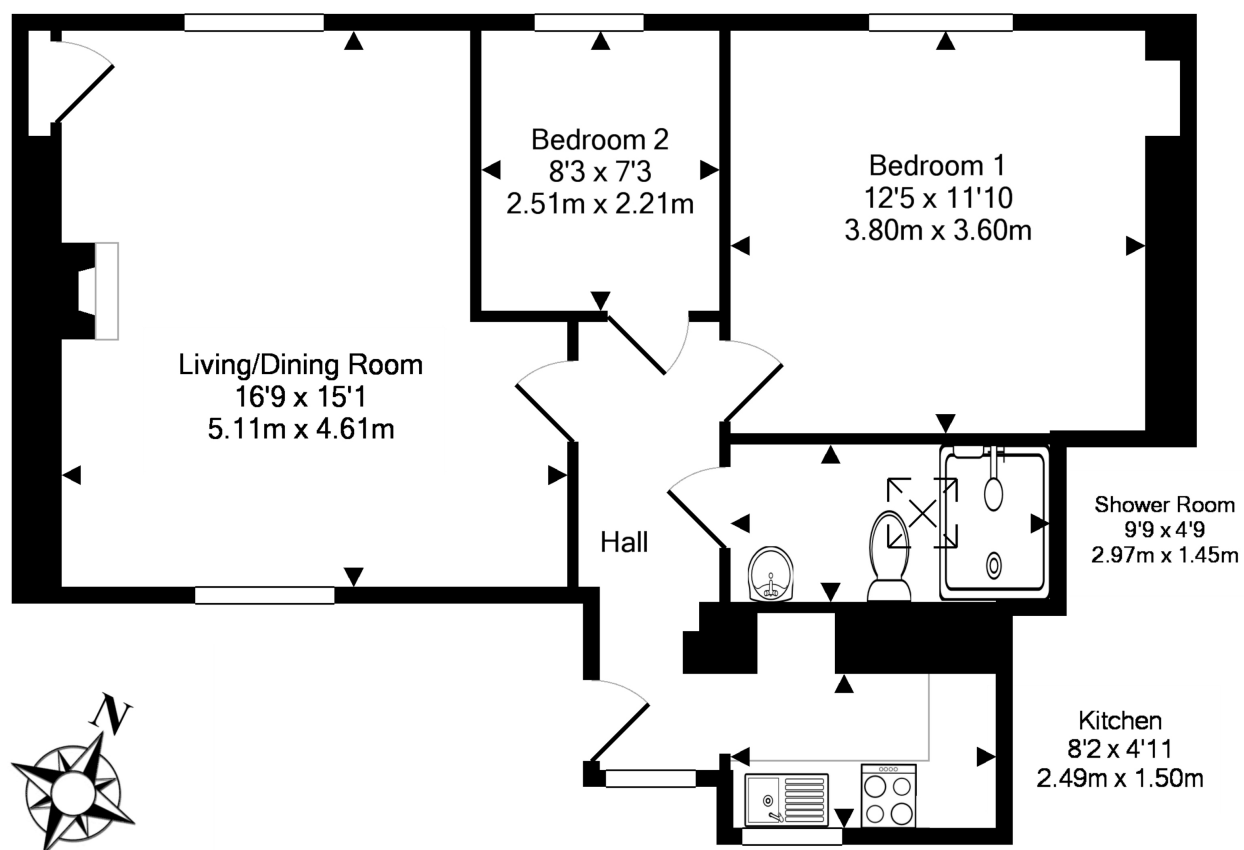 Bedroom 2
8'3 x 7'3
2.51m x 2.21m
Bedroom 1
12'5 x 11'10
3.80m x 3.60m
Living/Dining Room
16'9 x 15'1
5.11m x 4.61m
Hall
Shower Room
9'9 x 4'9
2.97m x 1.45m
Kitchen
8'2 x 4'11
2.49m x 1.50m
N